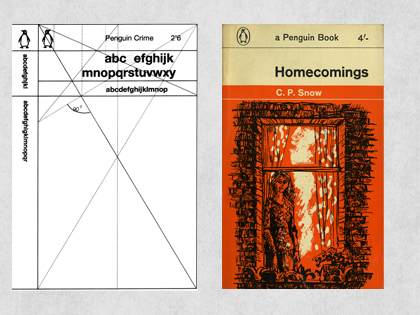 Penguin Crime 2'6
abc efghijk
mnopqrstuvwxy
abcdefghijklmnop
abcdefghijkl
abcdefghijklmnopqr
90°
a Penguin Book 4/-
Homecomings
C. P. Snow